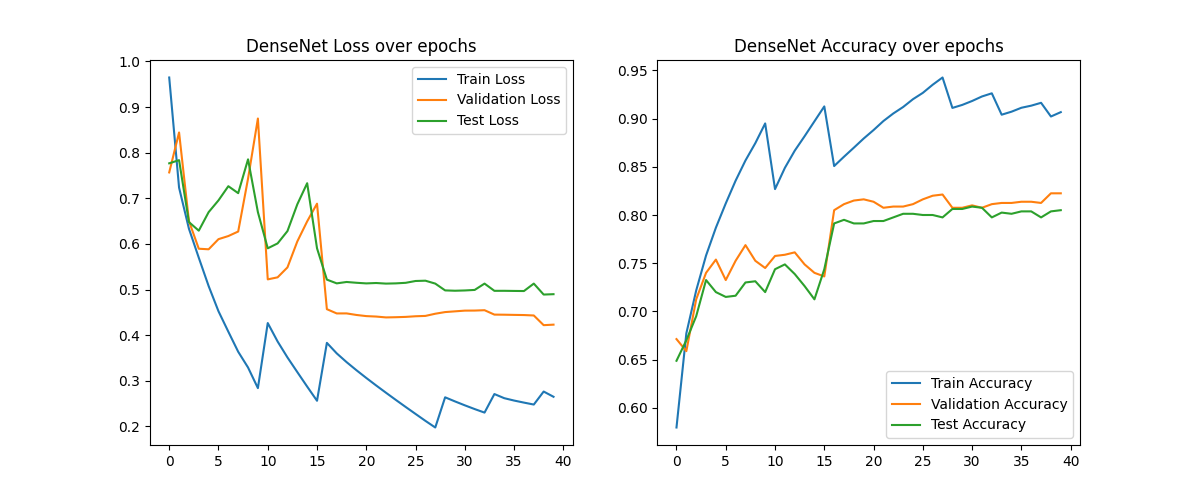 DenseNet Loss over epochs
1.0
0.9
0.8
0.7
0.6
0.5
0.4
0.3
0.2
0 5 10 15 20 25 30 35 40
Train Loss
Validation Loss
Test Loss
DenseNet Accuracy over epochs
0.95
0.90
0.85
0.80
0.75
0.70
0.65
0.60
0 5 10 15 20 25 30 35 40
Train Accuracy
Validation Accuracy
Test Accuracy